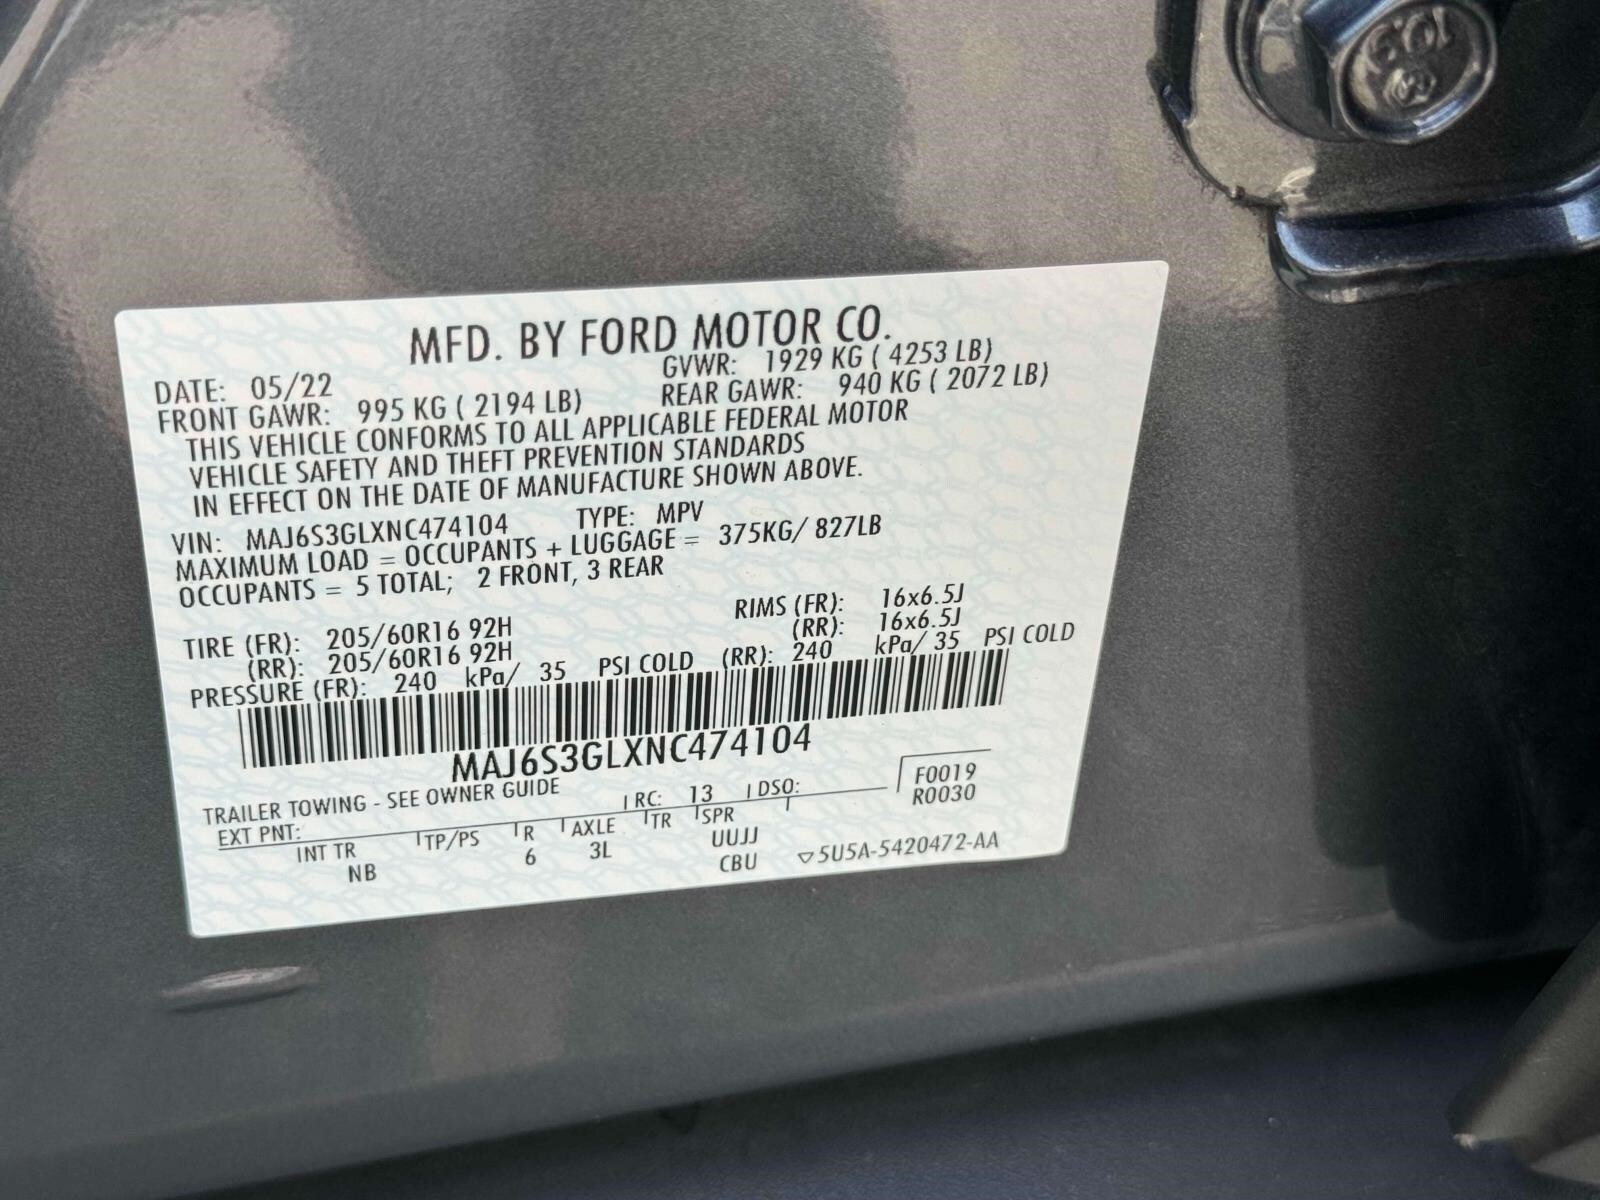 10.9
MFD. BY FORD MOTOR CO.
DATE: 05/22 GVWR: 1929 KG ( 4253 LB)
FRONT GAWR: 995 KG ( 2194 LB) REAR GAWR: 940 KG ( 2072 LB)
THIS VEHICLE CONFORMS TO ALL APPLICABLE FEDERAL MOTOR
VEHICLE SAFETY AND THEFT PREVENTION STANDARDS
IN EFFECT ON THE DATE OF MANUFACTURE SHOWN ABOVE.
VIN: MAJ6S3GLXNC474104 TYPE: MPV
MAXIMUM LOAD = OCCUPANTS + LUGGAGE = 375KG/ 827LB
OCCUPANTS = 5 TOTAL; 2 FRONT, 3 REAR
TIRE (FR): 205/60R16 92H RIMS (FR): 16x6.5J
(RR): 205/60R16 92H (RR): 16x6.5J
PRESSURE (FR): 240 kPa/ 35 PSI COLD (RR): 240 kPa/ 35 PSI COLD
MAJ6S3GLXNC474104
TRAILER TOWING - SEE OWNER GUIDE
EXT PNT: RC: 13 DSO: F0019
R0030
INT TR TP/PS R AXLE TR SPR
NB 6 3L UUJJ
CBU 5U5A-5420472-AA